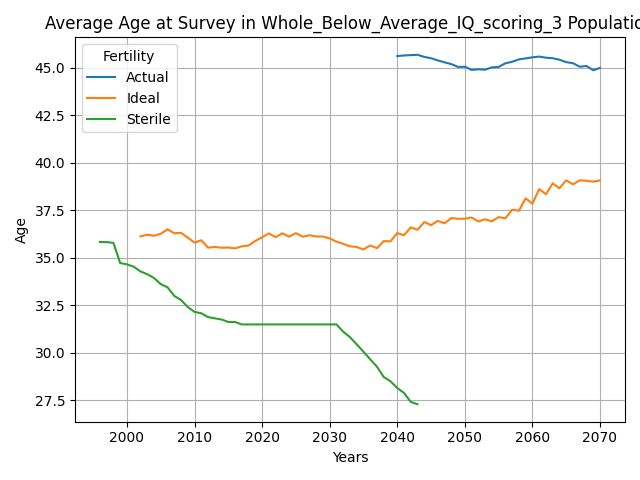 Average Age at Survey in Whole_Below_Average_IQ_scoring_3 Populatio
Fertility
Actual
Ideal
Sterile
45.0
42.5
40.0
37.5
35.0
32.5
30.0
27.5
Age
2000 2010 2020 2030 2040 2050 2060 2070
Years